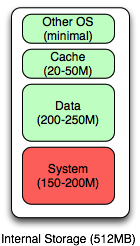 Other OS
(minimal)
Cache
(20-50M)
Data
(200-250M)
System
(150-200M)
Internal Storage (512MB)